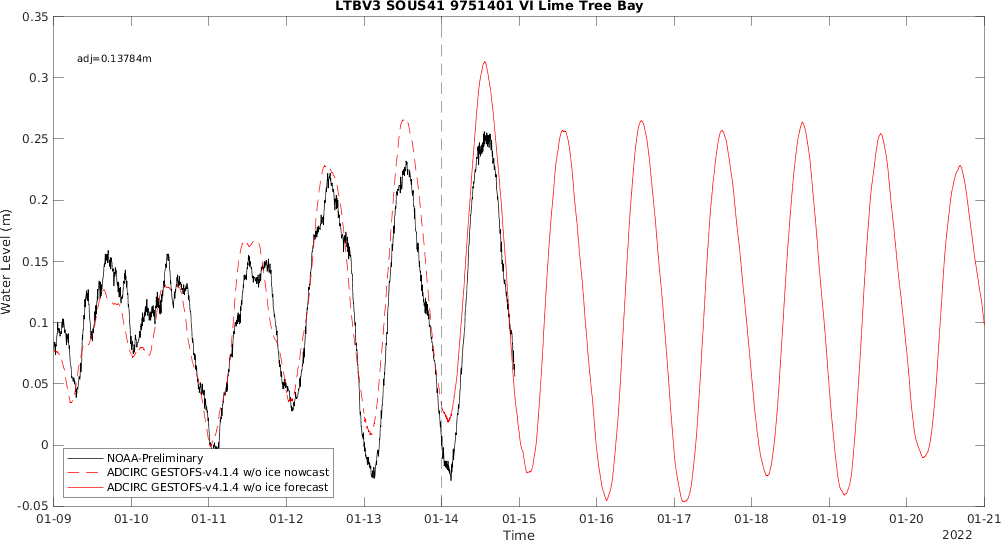 LTBV3 SOUS41 9751401 VI Lime Tree Bay
adj=0.13784m
0.35
0.3
0.25
0.2
0.15
0.1
0.05
0
-0.05
Water Level (m)
NOAA-Preliminary
ADCIRC GESTOFS-v4.1.4 w/o ice nowcast
ADCIRC GESTOFS-v4.1.4 w/o ice forecast
01-09 01-10 01-11 01-12 01-13 01-14 01-15 01-16 01-17 01-18 01-19 01-20 01-21
Time
2022